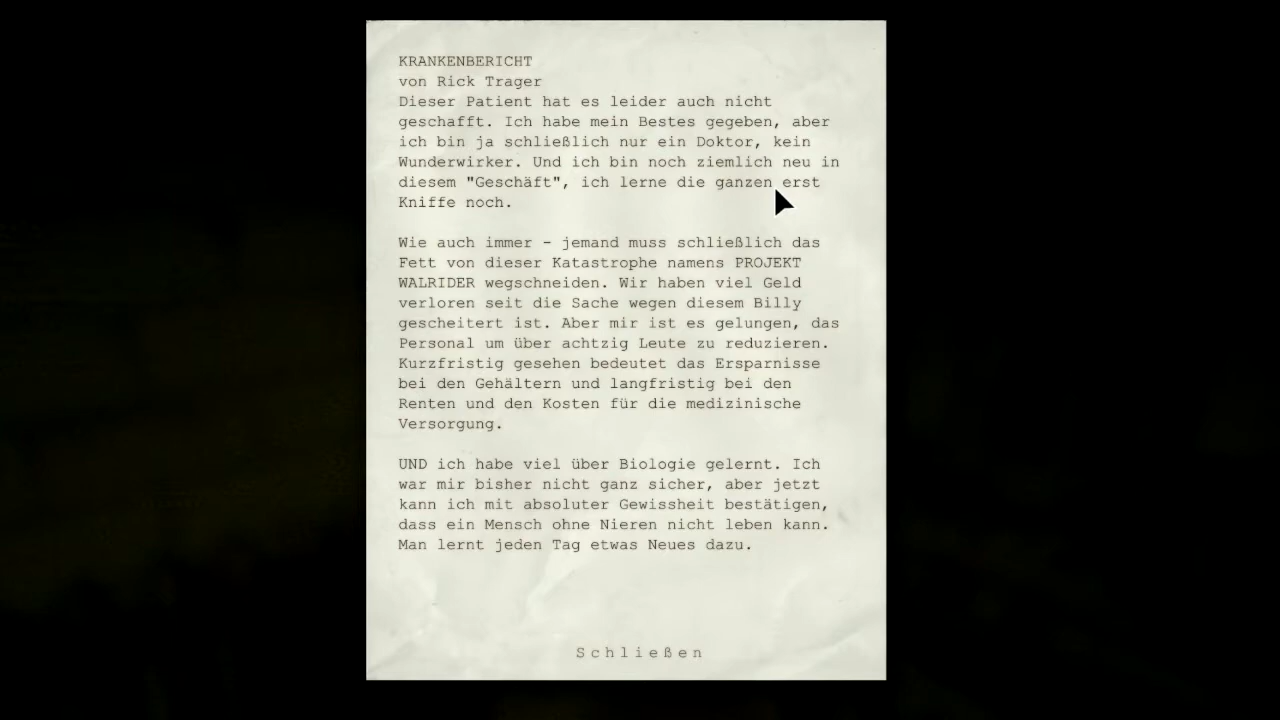 KRANKENBERICHT
von Rick Trager
Dieser Patient hat es leider auch nicht
geschafft. Ich habe mein Bestes gegeben, aber
ich bin ja schließlich nur ein Doktor, kein
Wunderwirker. Und ich bin noch ziemlich neu in
diesem "Geschäft", ich lerne die ganzen erst
Kniffe noch.

Wie auch immer - jemand muss schließlich das
Fett von dieser Katastrophe namens PROJEKT
WALRIDER wegschneiden. Wir haben viel Geld
verloren seit die Sache wegen diesem Billy
gescheitert ist. Aber mir ist es gelungen, das
Personal um über achtzig Leute zu reduzieren.
Kurzfristig gesehen bedeutet das Ersparnisse
bei den Gehältern und langfristig bei den
Renten und den Kosten für die medizinische
Versorgung.

UND ich habe viel über Biologie gelernt. Ich
war mir bisher nicht ganz sicher, aber jetzt
kann ich mit absoluter Gewissheit bestätigen,
dass ein Mensch ohne Nieren nicht leben kann.
Man lernt jeden Tag etwas Neues dazu.

Schließen